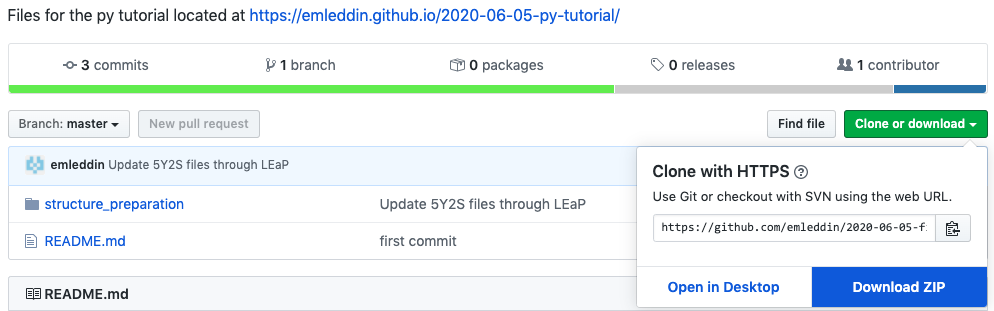 Files for the py tutorial located at https://emleddin.github.io/2020-06-05-py-tutorial/
3 commits 1 branch 0 packages 0 releases 1 contributor
Branch: master New pull request Find file Clone or download
emleddin Update 5Y2S files through LEaP
Clone with HTTPS
Use Git or checkout with SVN using the web URL.
structure_preparation Update 5Y2S files through LEaP
https://github.com/emleddin/2020-06-05-f
README.md first commit
Open in Desktop Download ZIP
README.md